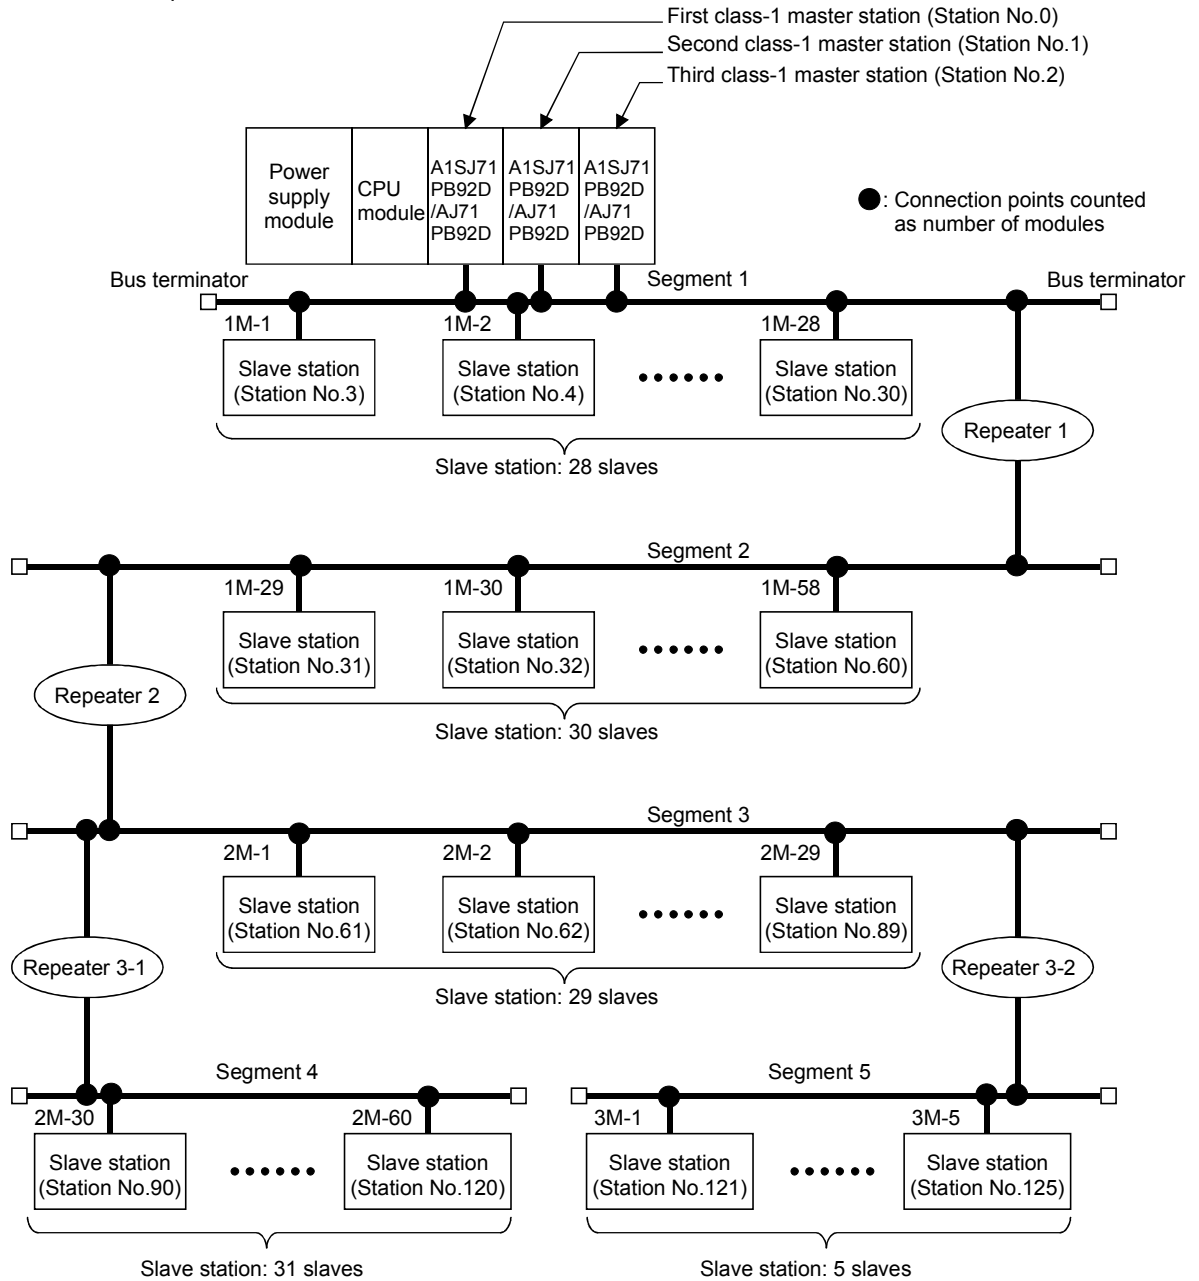 First class-1 master station (Station No.0)
Second class-1 master station (Station No.1)
Third class-1 master station (Station No.2)
Power
supply
module
CPU
module
A1SJ71
PB92D
/AJ71
PB92D
A1SJ71
PB92D
/AJ71
PB92D
A1SJ71
PB92D
/AJ71
PB92D
: Connection points counted
as number of modules
Bus terminator
Segment 1
Bus terminator
1M-1
1M-2
1M-28
Slave station
(Station No.3)
Slave station
(Station No.4)
Slave station
(Station No.30)
Repeater 1
Slave station: 28 slaves
Segment 2
1M-29
1M-30
1M-58
Slave station
(Station No.31)
Slave station
(Station No.32)
Slave station
(Station No.60)
Repeater 2
Slave station: 30 slaves
Segment 3
2M-1
2M-2
2M-29
Slave station
(Station No.61)
Slave station
(Station No.62)
Slave station
(Station No.89)
Repeater 3-1
Repeater 3-2
Slave station: 29 slaves
Segment 4
Segment 5
2M-30
2M-60
3M-1
3M-5
Slave station
(Station No.90)
Slave station
(Station No.120)
Slave station
(Station No.121)
Slave station
(Station No.125)
Slave station: 31 slaves
Slave station: 5 slaves